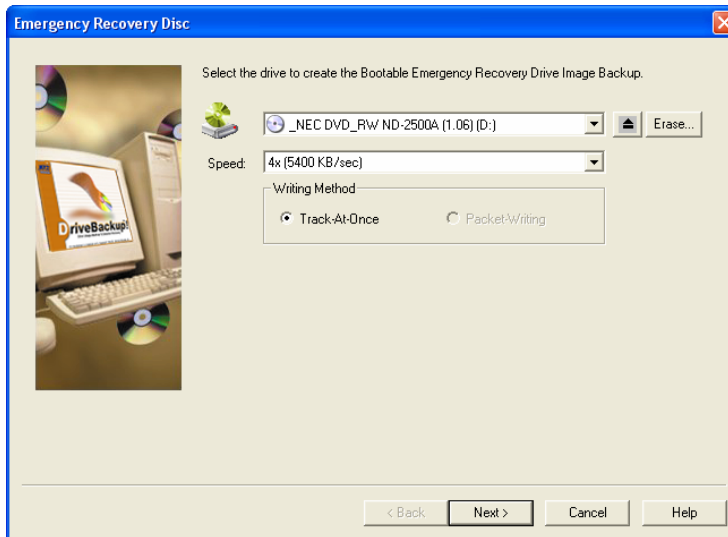 Emergency Recovery Disc
Select the drive to create the Bootable Emergency Recovery Drive Image Backup.
_NEC DVD_RW ND-2500A (1.06) (D:)
Erase...
Speed:
4x (5400 KB/sec)
Writing Method
Track-At-Once
Packet-Writing
DriveBackup!
< Back
Next >
Cancel
Help